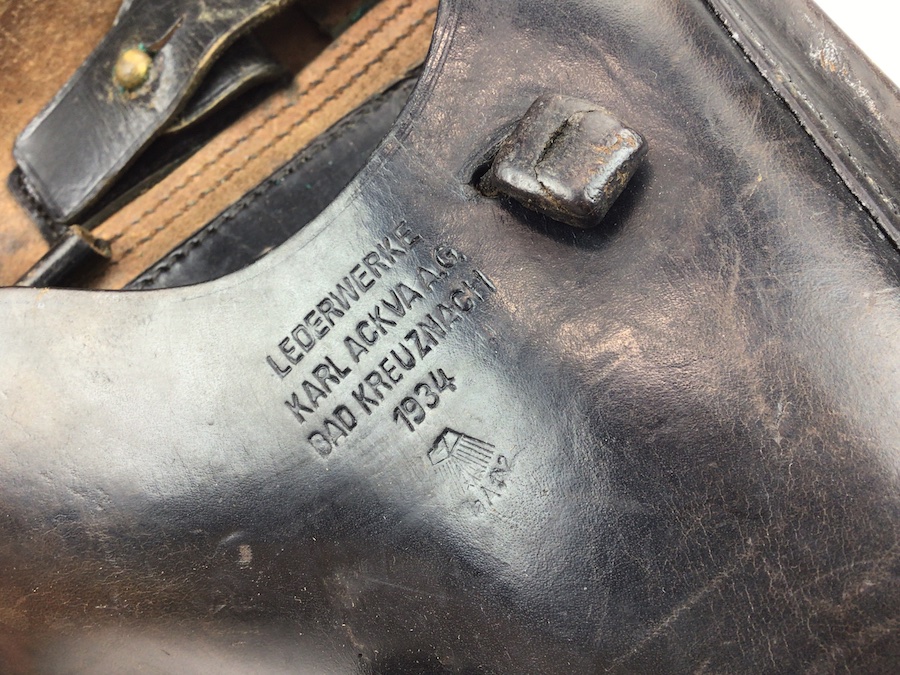 LEDERWERKE
KARL ACKVA A.G.
BAD KREUZNACH
1934